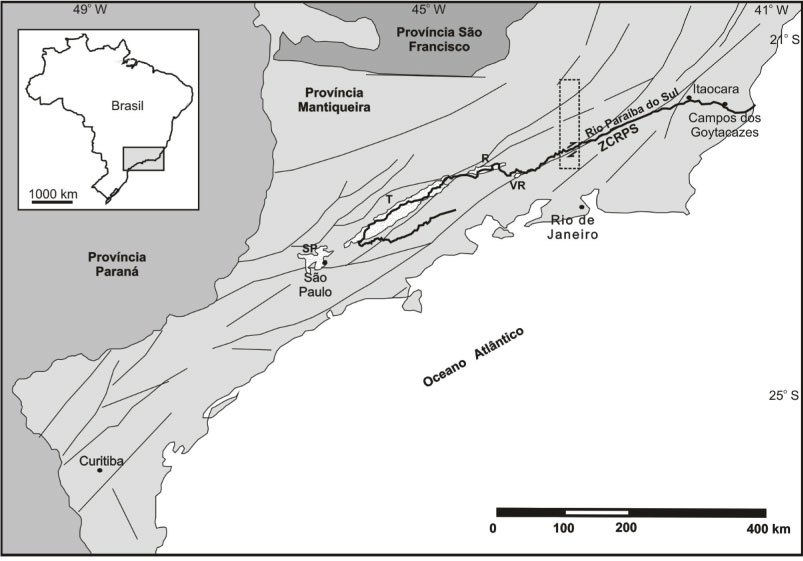 49° W
45° W
41° W
21° S
Província São
Francisco
Província
Mantiqueira
Brasil
1000 km
Itaocara
Rio Paraíba do Sul
Campos dos
Goytacazes
ZCRPS
R
VR
T
Rio de
Janeiro
SP
São
Paulo
Província
Paraná
Oceano Atlântico
25° S
Curitiba
0 100 200 400 km